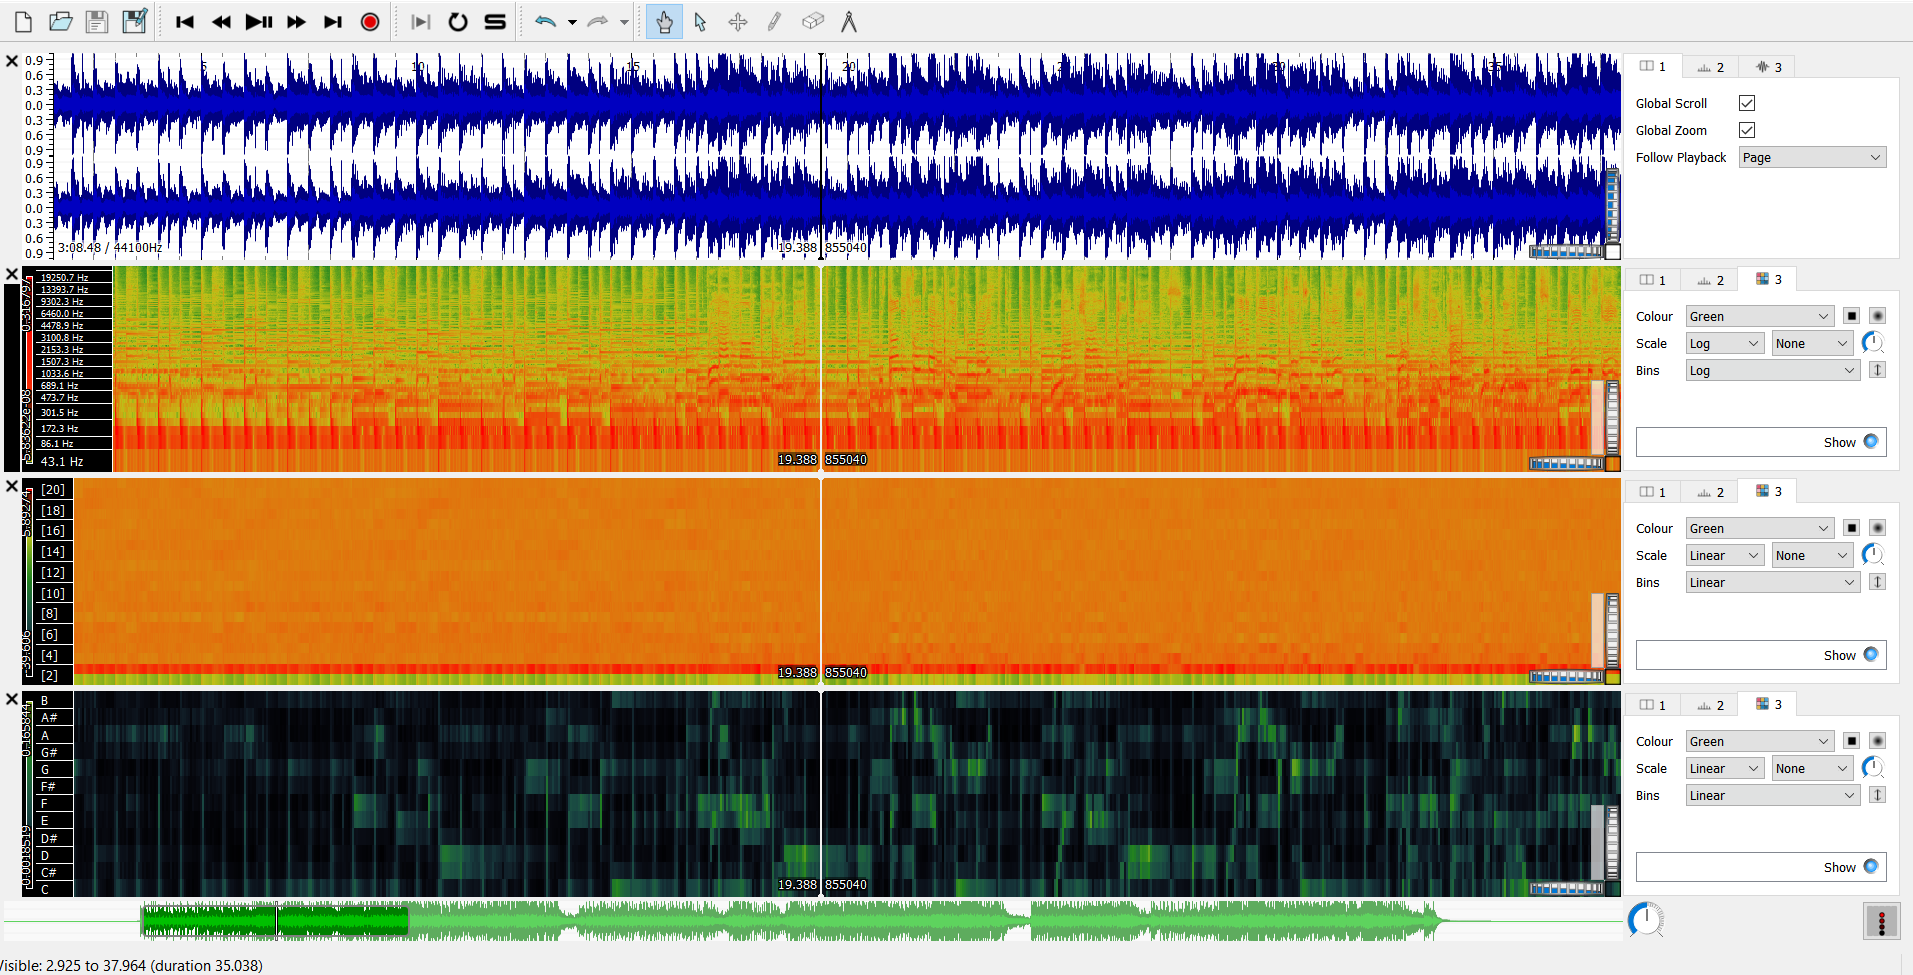 0.9
0.6
0.3
0.0
0.3
0.6
0.9
0.9
0.6
0.3
0.0
0.3
0.6
0.9
5 10 15 20 25 30 35
3:08.48 / 44100Hz
19.388 855040
1 2 3
Global Scroll
Global Zoom
Follow Playback Page
19250.7 Hz
13393.7 Hz
9302.3 Hz
6460.0 Hz
4478.9 Hz
3100.8 Hz
2153.3 Hz
1507.3 Hz
1033.6 Hz
689.1 Hz
473.7 Hz
301.5 Hz
172.3 Hz
86.1 Hz
43.1 Hz
19.388 855040
1 2 3
Colour Green
Scale Log None
Bins Log
Show
[20]
[18]
[16]
[14]
[12]
[10]
[8]
[6]
[4]
[2]
19.388 855040
1 2 3
Colour Green
Scale Linear None
Bins Linear
Show
B
A#
A
G#
G
F#
F
E
D#
D
C#
C
19.388 855040
1 2 3
Colour Green
Scale Linear None
Bins Linear
Show
isible: 2.925 to 37.964 (duration 35.038)